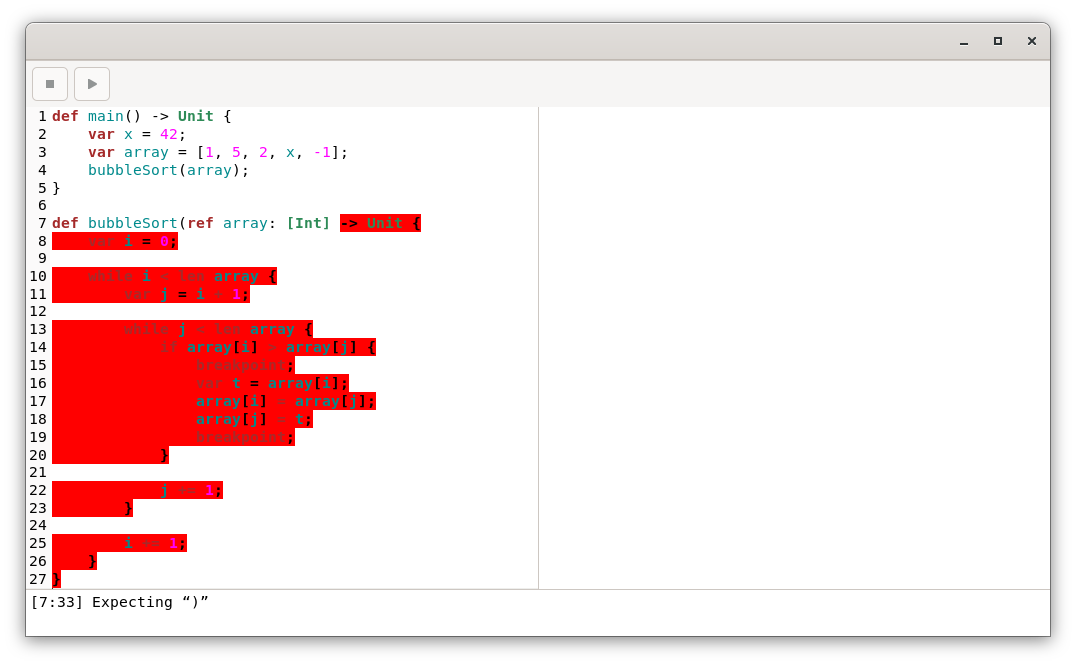 1 def main() -> Unit {
2     var x = 42;
3     var array = [1, 5, 2, x, -1];
4     bubbleSort(array);
5 }
6
7 def bubbleSort(ref array: [Int] -> Unit {
8     var i = 0;
9
10     while i < len array {
11         var j = i + 1;
12
13         while j < len array {
14             if array[i] > array[j] {
15                 breakpoint;
16                 var t = array[i];
17                 array[i] = array[j];
18                 array[j] = t;
19                 breakpoint;
20             }
21
22             j += 1;
23         }
24
25         i += 1;
26     }
27 }
[7:33] Expecting “)”